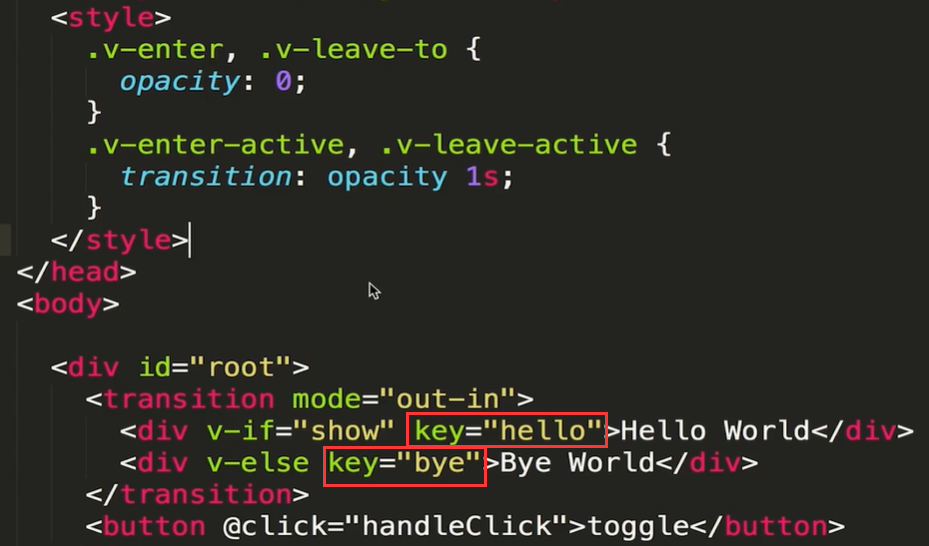 <style>
.v-enter, .v-leave-to {
opacity: 0;
}
.v-enter-active, .v-leave-active {
transition: opacity 1s;
}
</style>
</head>
<body>
<div id="root">
<transition mode="out-in">
<div v-if="show" key="hello">Hello World</div>
<div v-else key="bye">Bye World</div>
</transition>
<button @click="handleClick">toggle</button>